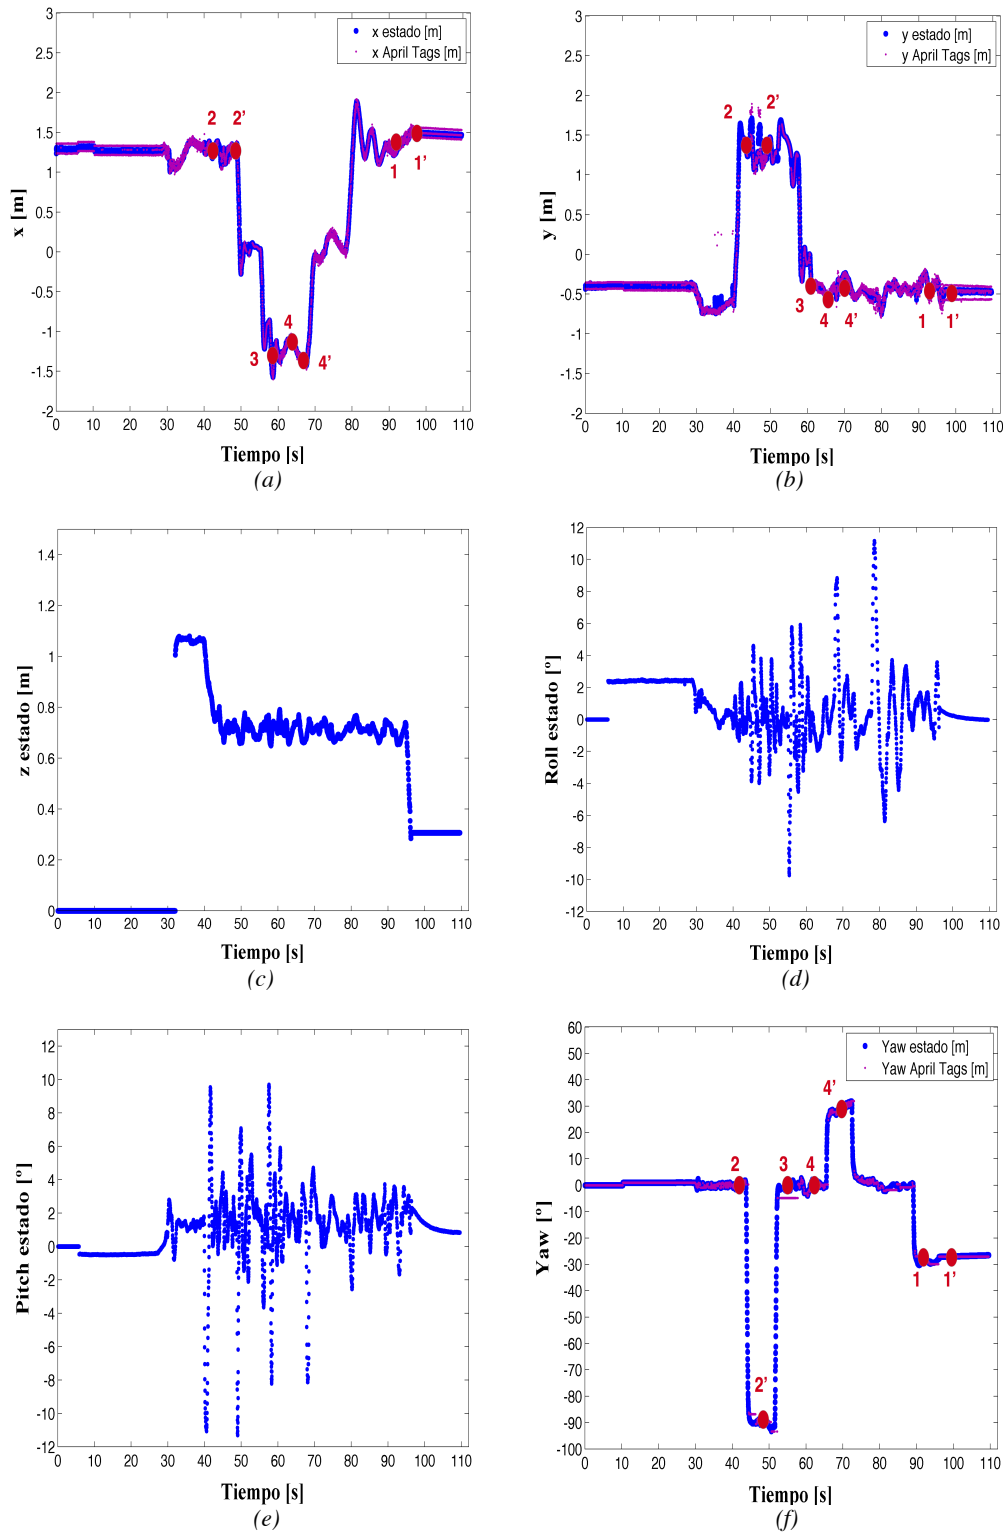 3
2.5
2
1.5
1
0.5
0
-0.5
-1
-1.5
-2
x [m]
x estado [m]
x April Tags [m]
2 2'
1
1'
3
4
4'
0 10 20 30 40 50 60 70 80 90 100 110
Tiempo [s]
(a)
3
2.5
2
1.5
1
0.5
0
-0.5
-1
-1.5
-2
y [m]
y estado [m]
y April Tags [m]
2 2'
3
4 4'
1 1'
0 10 20 30 40 50 60 70 80 90 100 110
Tiempo [s]
(b)
1.4
1.2
1
0.8
0.6
0.4
0.2
0
z estado [m]
0 10 20 30 40 50 60 70 80 90 100 110
Tiempo [s]
(c)
12
10
8
6
4
2
0
-2
-4
-6
-8
-10
-12
Roll estado [º]
0 10 20 30 40 50 60 70 80 90 100 110
Tiempo [s]
(d)
12
10
8
6
4
2
0
-2
-4
-6
-8
-10
-12
Pitch estado [º]
0 10 20 30 40 50 60 70 80 90 100 110
Tiempo [s]
(e)
60
50
40
30
20
10
0
-10
-20
-30
-40
-50
-60
-70
-80
-90
-100
Yaw [º]
Yaw estado [m]
Yaw April Tags [m]
4'
2 3 4
1 1'
2'
0 10 20 30 40 50 60 70 80 90 100 110
Tiempo [s]
(f)